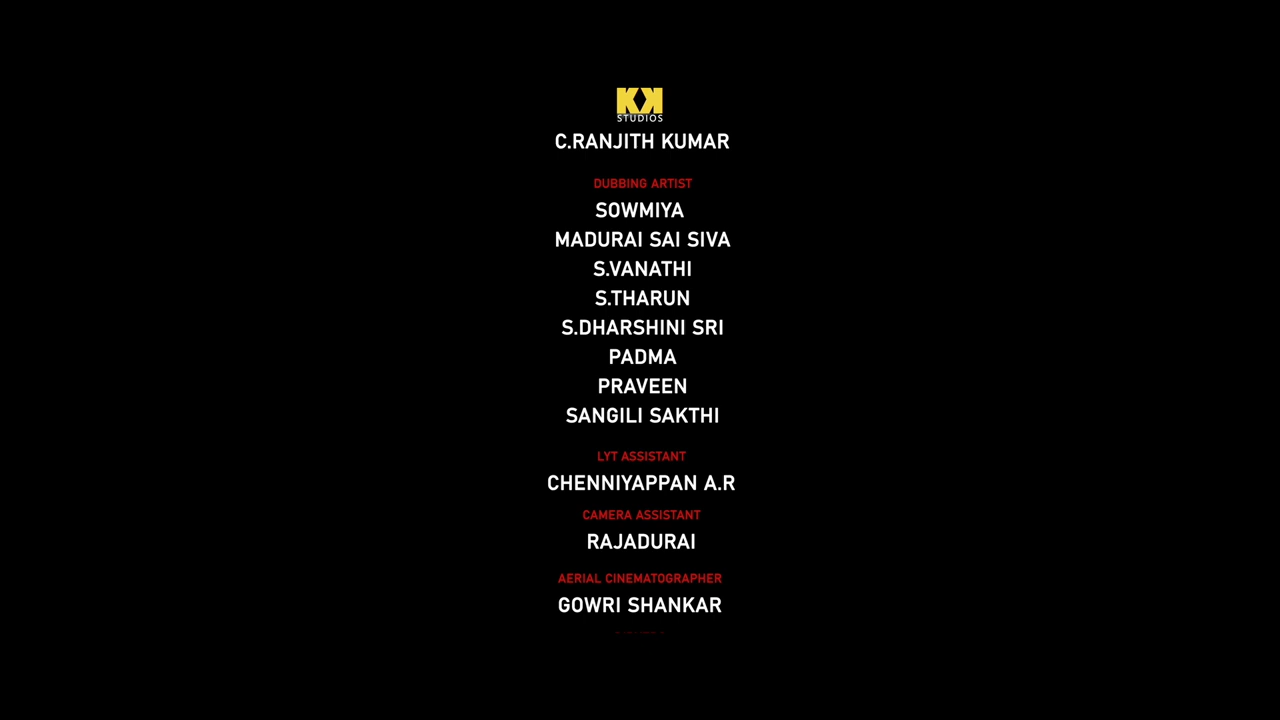 KK
STUDIOS
C.RANJITH KUMAR
DUBBING ARTIST
SOWMIYA
MADURAI SAI SIVA
S.VANATHI
S.THARUN
S.DHARSHINI SRI
PADMA
PRAVEEN
SANGILI SAKTHI
LYT ASSISTANT
CHENNIYAPPAN A.R
CAMERA ASSISTANT
RAJADURAI
AERIAL CINEMATOGRAPHER
GOWRI SHANKAR